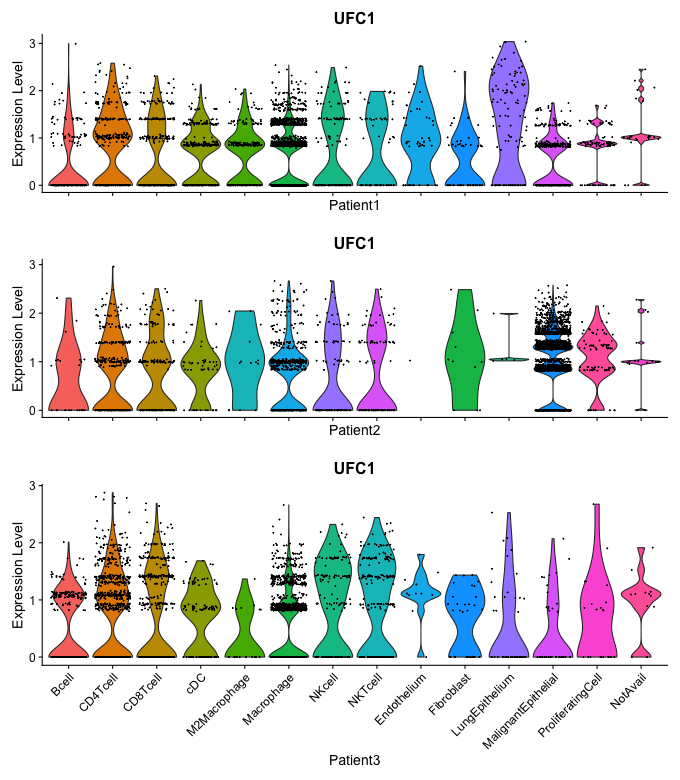 UFC1
Expression Level
3
2
1
0
Patient1
UFC1
Expression Level
3
2
1
0
Patient2
UFC1
Expression Level
3
2
1
0
Bcell
CD4Tcell
CD8Tcell
cDC
M2Macrophage
Macrophage
NKcell
NKTcell
Endothelium
Fibroblast
LungEpithelium
MalignantEpithelial
ProliferatingCell
NotAvail
Patient3